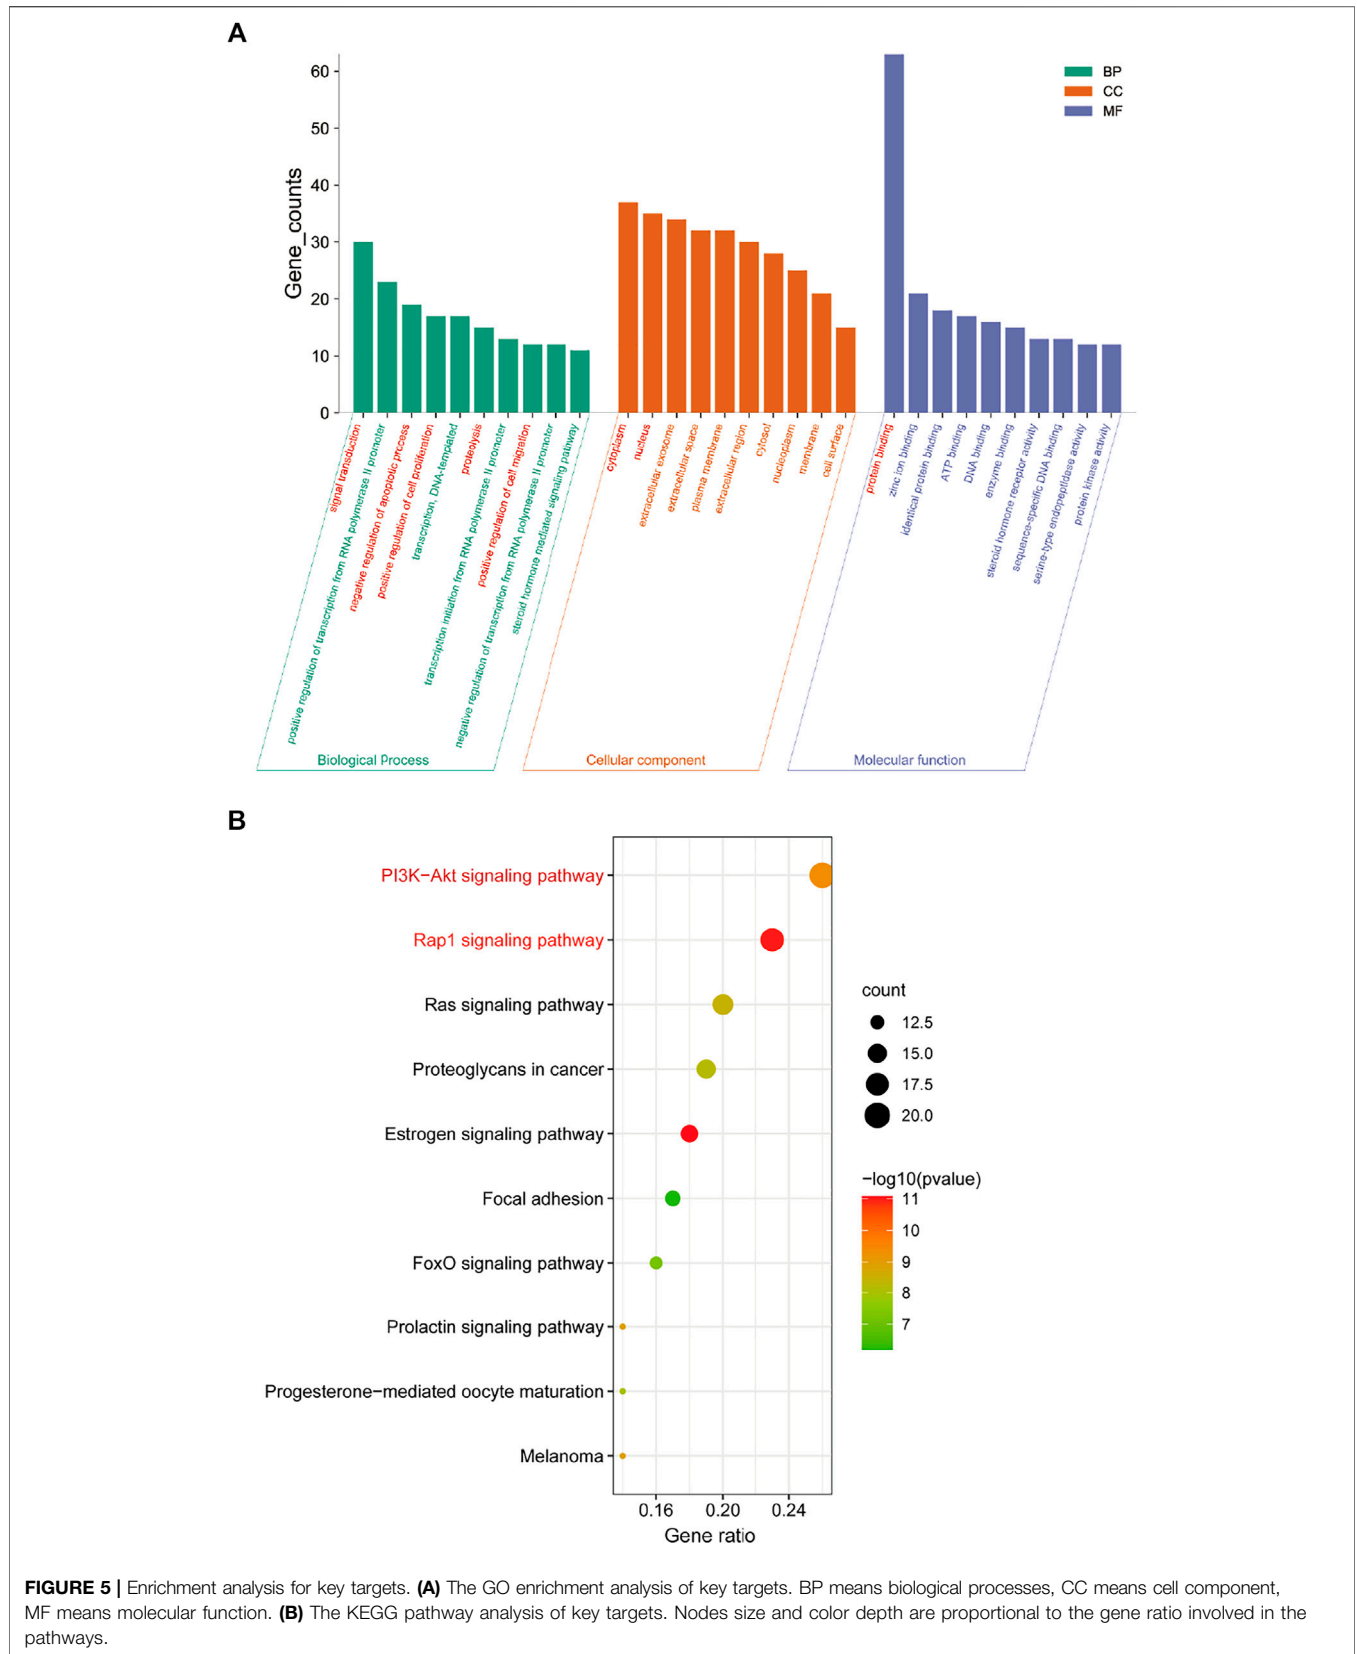 A
Gene_counts
60
50
40
30
20
10
0
BP
CC
MF
signal transduction
positive regulation of transcription from RNA polymerase II promoter
negative regulation of apoptotic process
positive regulation of cell proliferation
transcription, DNA-templated
proteolysis
transcription initiation from RNA polymerase II promoter
positive regulation of cell migration
negative regulation of transcription from RNA polymerase II promoter
steroid hormone mediated signaling pathway
cytoplasm
nucleus
extracellular exosome
extracellular space
plasma membrane
extracellular region
cytosol
nucleoplasm
membrane
cell surface
protein binding
zinc ion binding
identical protein binding
ATP binding
DNA binding
enzyme binding
steroid hormone receptor activity
sequence-specific DNA binding
serine-type endopeptidase activity
protein kinase activity
Biological Process
Cellular component
Molecular function
B
PI3K−Akt signaling pathway
Rap1 signaling pathway
Ras signaling pathway
Proteoglycans in cancer
Estrogen signaling pathway
Focal adhesion
FoxO signaling pathway
Prolactin signaling pathway
Progesterone−mediated oocyte maturation
Melanoma
0.16 0.20 0.24
Gene ratio
count
12.5
15.0
17.5
20.0
−log10(pvalue)
11
10
9
8
7
FIGURE 5 | Enrichment analysis for key targets. (A) The GO enrichment analysis of key targets. BP means biological processes, CC means cell component,
MF means molecular function. (B) The KEGG pathway analysis of key targets. Nodes size and color depth are proportional to the gene ratio involved in the
pathways.